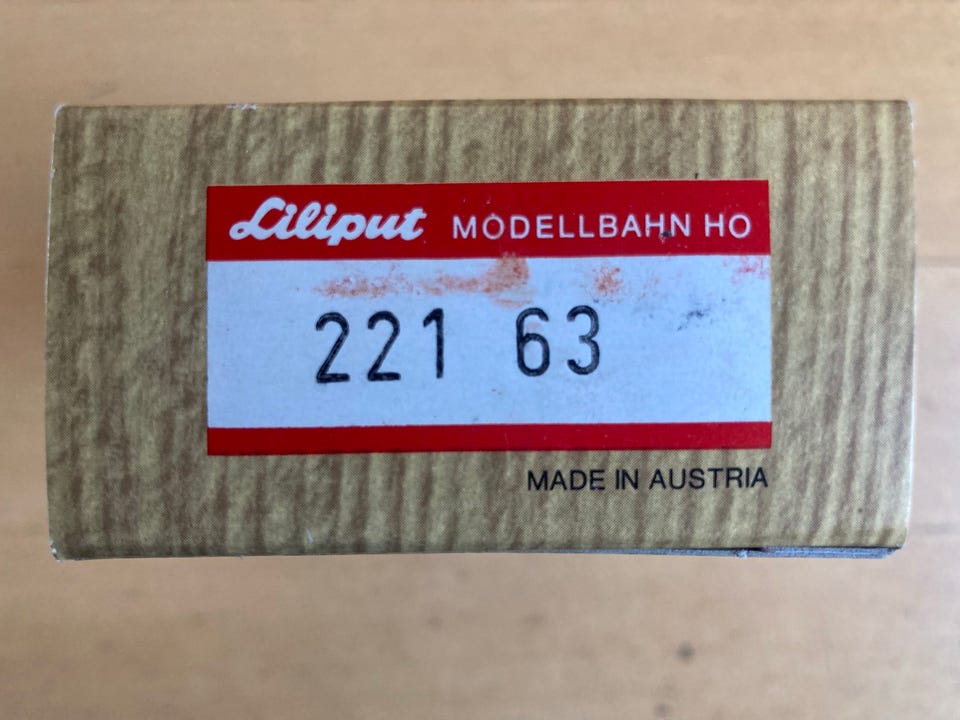 Liliput MODELLBAHN HO
221 63
MADE IN AUSTRIA